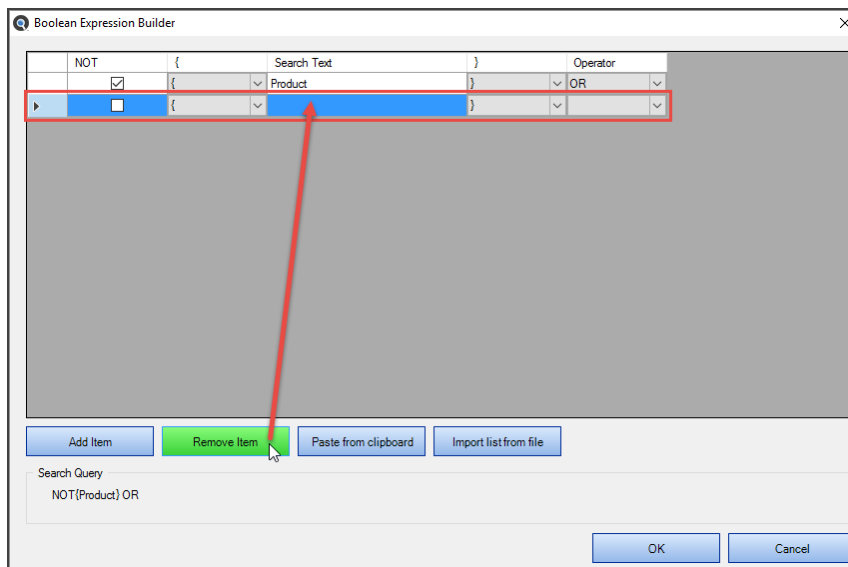 Boolean Expression Builder
NOT { Search Text } Operator
{ Product } OR
{ }
Add Item Remove Item Paste from clipboard Import list from file
Search Query
NOT{Product} OR
OK Cancel